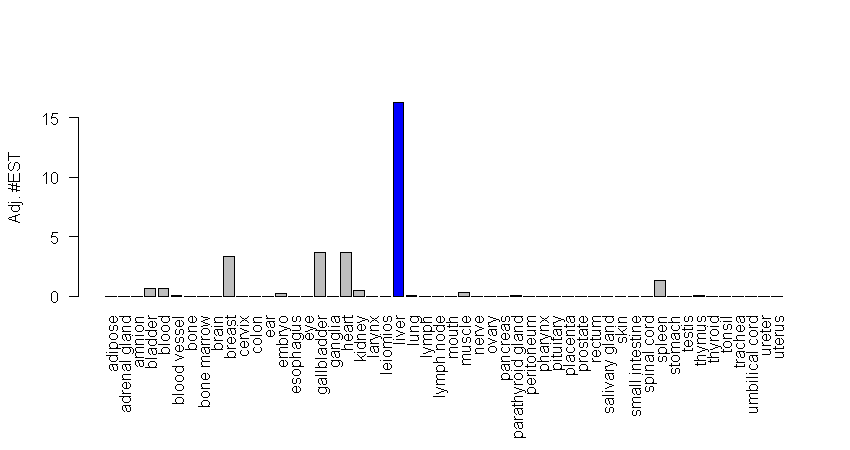 Adj. #EST
15
10
5
0
adipose
adrenal gland
amnion
bladder
blood
blood vessel
bone
bone marrow
brain
breast
cervix
colon
ear
embryo
esophagus
eye
gallbladder
ganglia
heart
kidney
larynx
leiomios
liver
lung
lymph
lymph node
mouth
muscle
nerve
ovary
pancreas
parathyroid gland
peritoneum
pharynx
pituitary
placenta
prostate
rectum
salivary gland
skin
small intestine
spinal cord
spleen
stomach
testis
thymus
thyroid
tonsil
trachea
umbilical cord
ureter
uterus